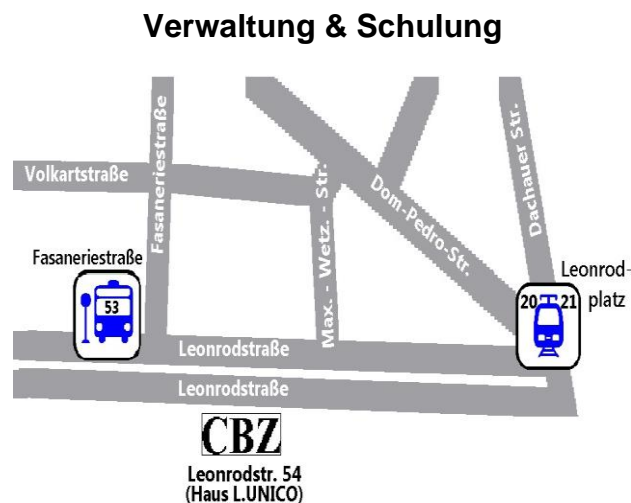 Verwaltung & Schulung
Fasaneriestraße
Volkartstraße
Max. - Wetz. - Str.
Dom-Pedro-Str.
Dachauer Str.
Fasaneriestraße
53
Leonrod-
platz
20 21
Leonrodstraße
Leonrodstraße
CBZ
Leonrodstr. 54
(Haus L.UNICO)